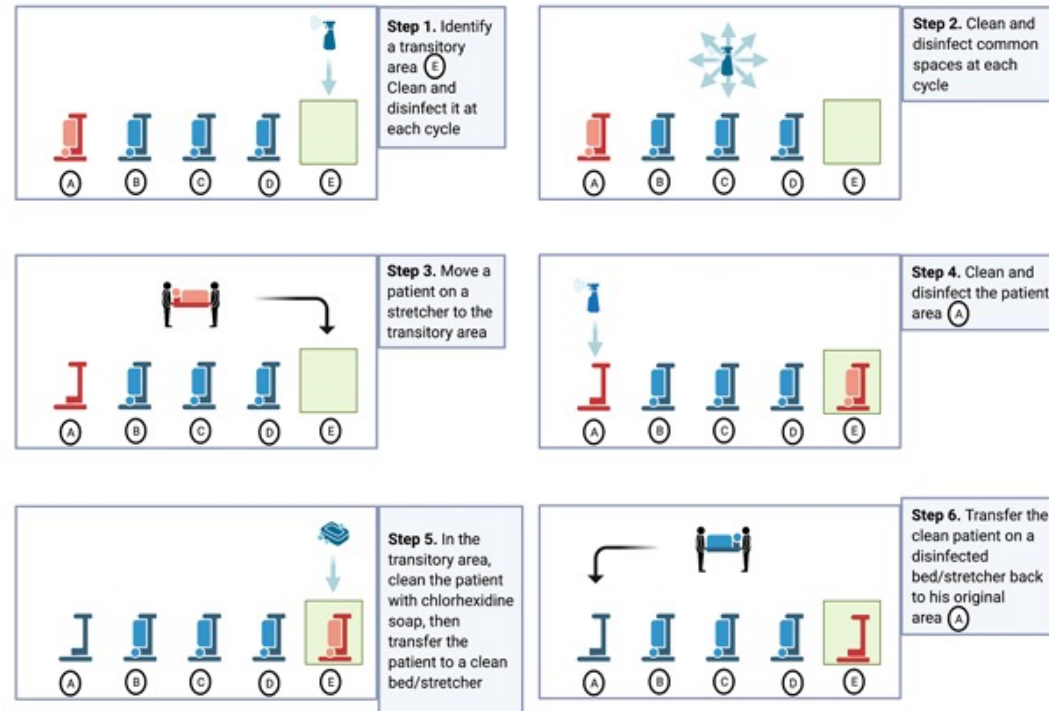 Step 1. Identify
a transitory
area E
Clean and
disinfect it at
each cycle
A B C D E
Step 2. Clean and
disinfect common
spaces at each
cycle
A B C D E
Step 3. Move a
patient on a
stretcher to the
transitory area
A B C D E
Step 4. Clean and
disinfect the patient
area A
A B C D E
Step 5. In the
transitory area,
clean the patient
with chlorhexidine
soap, then
transfer the
patient to a clean
bed/stretcher
A B C D E
Step 6. Transfer the
clean patient on a
disinfected
bed/stretcher back
to his original
area A
A B C D E